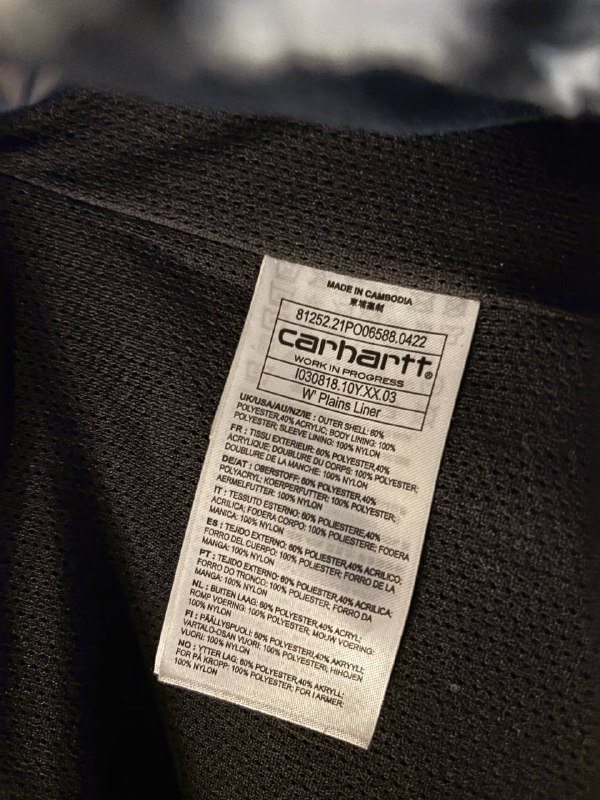 MADE IN CAMBODIA
81252.21PO06588.0422
carhartt®
WORK IN PROGRESS
I030818.10Y.XX.03
W' Plains Liner
UK/USA/AU/NZ/IE : OUTER SHELL: 60%
POLYESTER,40% ACRYLIC; BODY LINING: 100%
POLYESTER; SLEEVE LINING: 100% NYLON
FR : TISSU EXTERIEUR: 60% POLYESTER,40%
ACRYLIQUE; DOUBLURE DU CORPS: 100% POLYESTER;
DOUBLURE DE LA MANCHE: 100% NYLON
DE/AT : OBERSTOFF: 60% POLYESTER,40%
POLYACRYL; KOERPERFUTTER: 100% POLYESTER;
AERMELFUTTER: 100% NYLON
IT : TESSUTO ESTERNO: 60% POLIESTERE,40%
ACRILICA; FODERA CORPO: 100% POLIESTERE; FODERA
MANICA: 100% NYLON
ES : TEJIDO EXTERNO: 60% POLIESTER,40% ACRILICO;
FORRO DEL CUERPO: 100% POLIESTER; FORRO DE LA
MANGA: 100% NYLON
PT : TEJIDO EXTERNO: 60% POLIESTER,40% ACRILICA;
FORRO DO TRONCO: 100% POLIESTER; FORRO DA
MANGA: 100% NYLON
NL : BUITEN LAAG: 60% POLYESTER,40% ACRYL;
ROMP VOERING: 100% POLYESTER; MOUW VOERING:
100% NYLON
FI : PÄÄLLYSPUOLI: 60% POLYESTERI,40% AKRYYLI;
VARTALO-OSAN VUORI: 100% POLYESTERI; HIHOJEN
VUORI: 100% NYLON
NO : YTTER LAG: 60% POLYESTER,40% AKRYLL;
FOR PÅ KROPP: 100% POLYESTER; FOR I ARMER:
100% NYLON